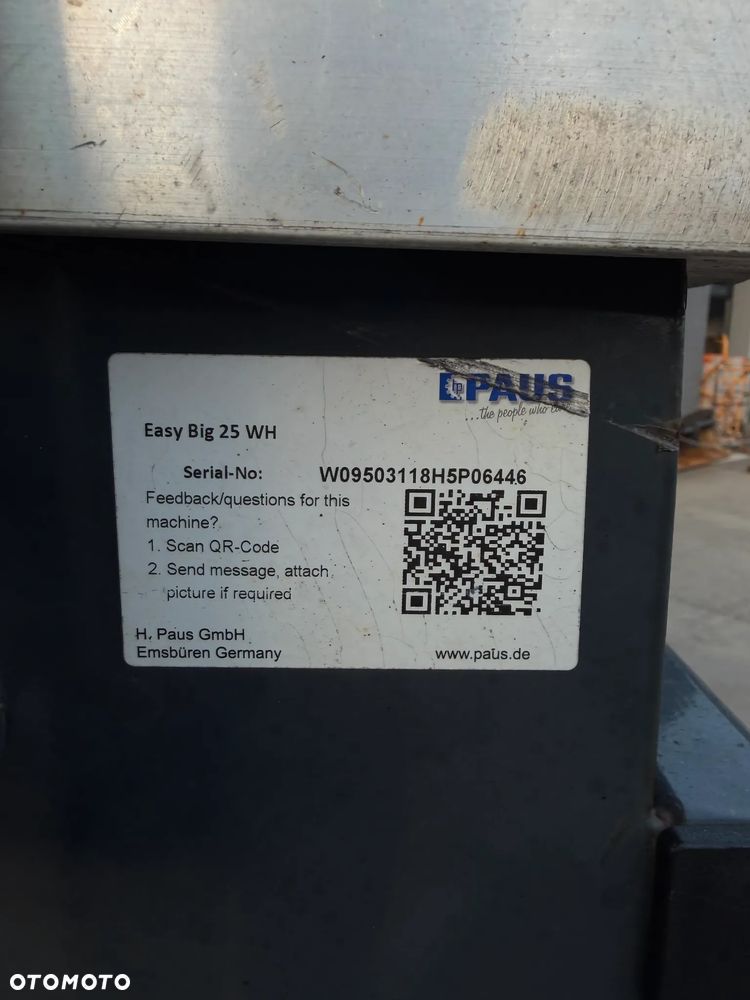 PAUS
...the people who
Easy Big 25 WH
Serial-No: W09503118H5P06446
Feedback/questions for this
machine?
1. Scan QR-Code
2. Send message, attach
picture if required
H. Paus GmbH
Emsbüren Germany
www.paus.de
OTOMOTO